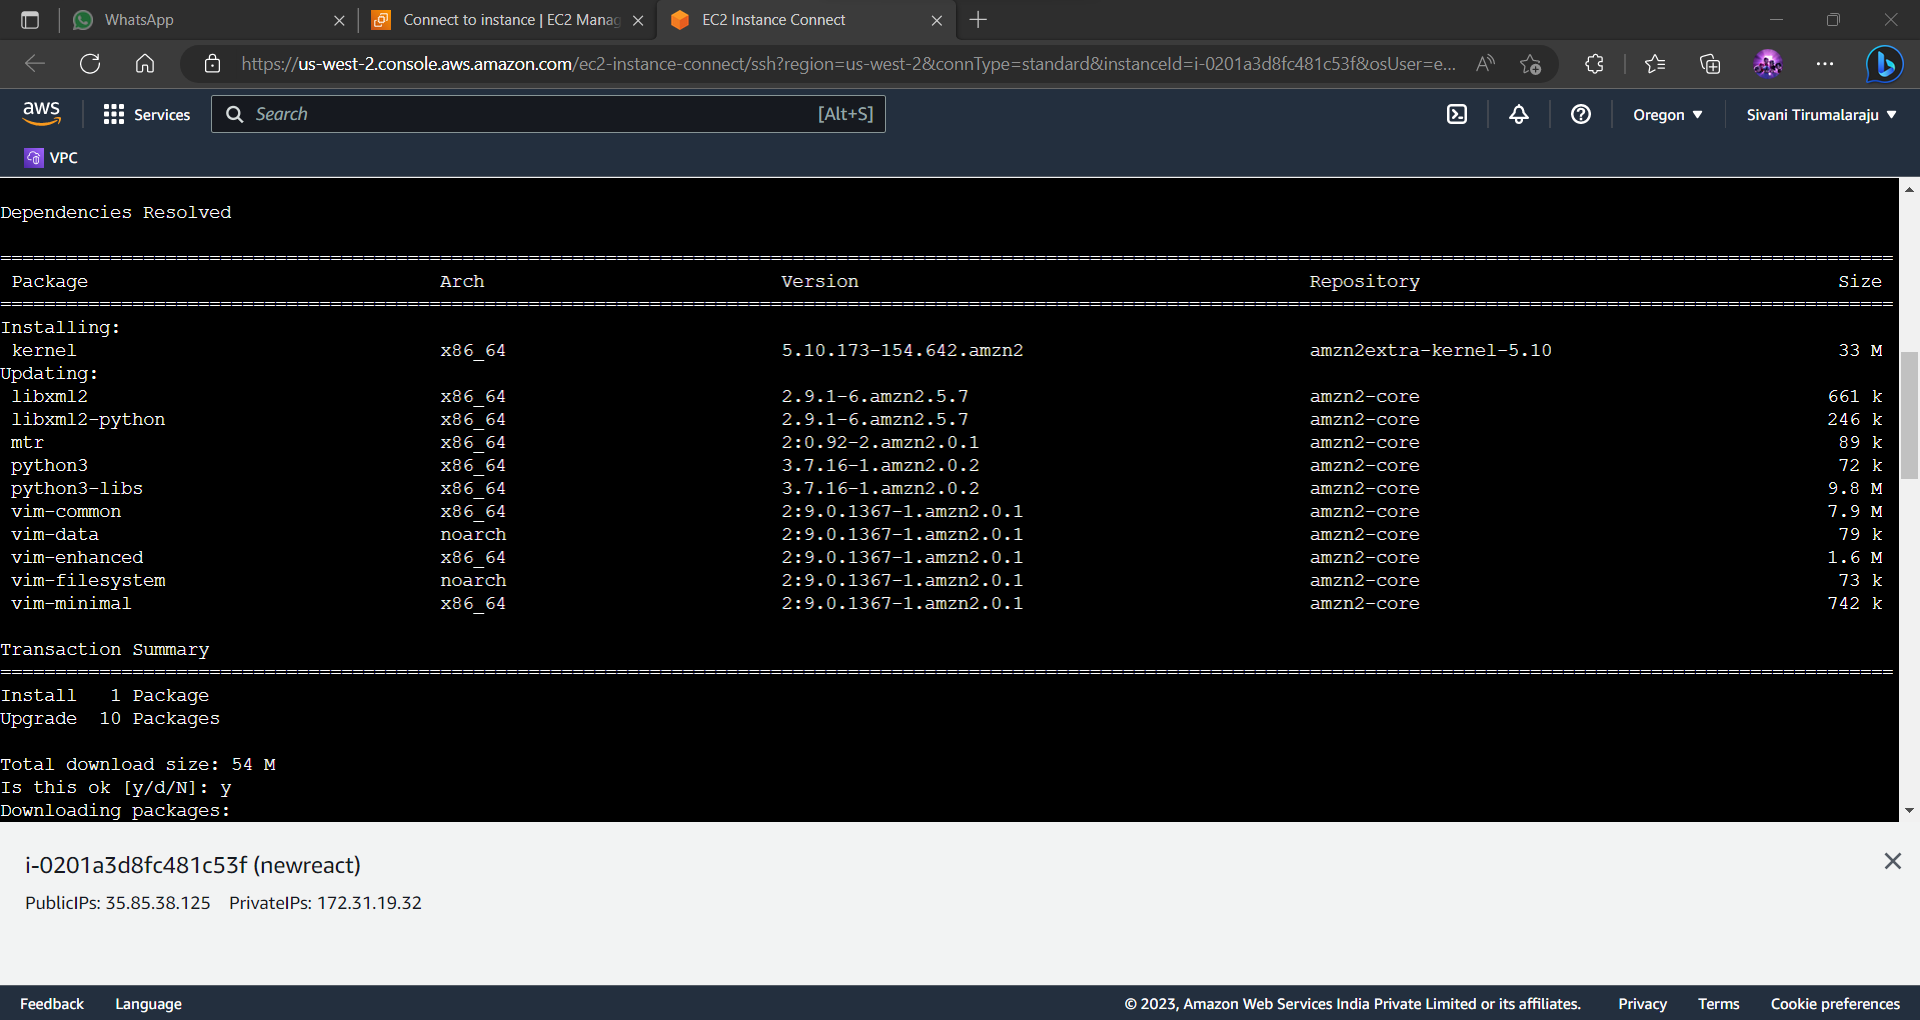 WhatsApp
Connect to instance | EC2 Manag
EC2 Instance Connect
https://us-west-2.console.aws.amazon.com/ec2-instance-connect/ssh?region=us-west-2&connType=standard&instanceId=i-0201a3d8fc481c53f&osUser=e...
aws
Services
Search
[Alt+S]
Oregon
Sivani Tirumalaraju
VPC
Dependencies Resolved
================================================================================
Package Arch Version Repository Size
================================================================================
Installing:
kernel x86_64 5.10.173-154.642.amzn2 amzn2extra-kernel-5.10 33 M
Updating:
libxml2 x86_64 2.9.1-6.amzn2.5.7 amzn2-core 661 k
libxml2-python x86_64 2.9.1-6.amzn2.5.7 amzn2-core 246 k
mtr x86_64 2:0.92-2.amzn2.0.1 amzn2-core 89 k
python3 x86_64 3.7.16-1.amzn2.0.2 amzn2-core 72 k
python3-libs x86_64 3.7.16-1.amzn2.0.2 amzn2-core 9.8 M
vim-common x86_64 2:9.0.1367-1.amzn2.0.1 amzn2-core 7.9 M
vim-data noarch 2:9.0.1367-1.amzn2.0.1 amzn2-core 79 k
vim-enhanced x86_64 2:9.0.1367-1.amzn2.0.1 amzn2-core 1.6 M
vim-filesystem noarch 2:9.0.1367-1.amzn2.0.1 amzn2-core 73 k
vim-minimal x86_64 2:9.0.1367-1.amzn2.0.1 amzn2-core 742 k
Transaction Summary
================================================================================
Install 1 Package
Upgrade 10 Packages
Total download size: 54 M
Is this ok [y/d/N]: y
Downloading packages:
i-0201a3d8fc481c53f (newreact)
PublicIPs: 35.85.38.125 PrivateIPs: 172.31.19.32
Feedback Language © 2023, Amazon Web Services India Private Limited or its affiliates. Privacy Terms Cookie preferences